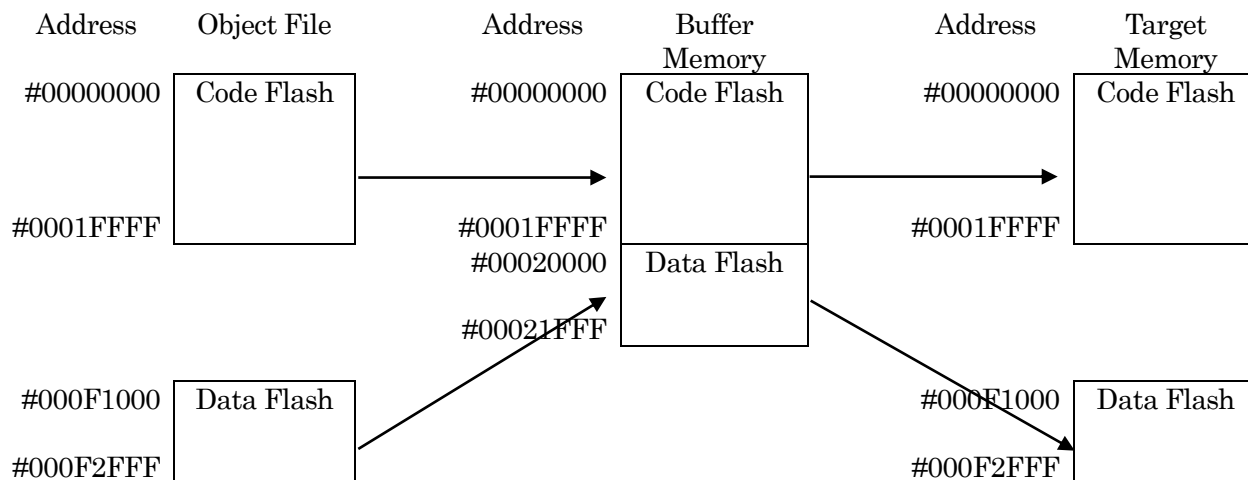 Address Object File Address Buffer Address Target
Memory Memory
#00000000 Code Flash #00000000 Code Flash #00000000 Code Flash
#0001FFFF #0001FFFF #0001FFFF
#00020000 Data Flash
#00021FFF
#000F1000 Data Flash #000F1000 Data Flash
#000F2FFF #000F2FFF